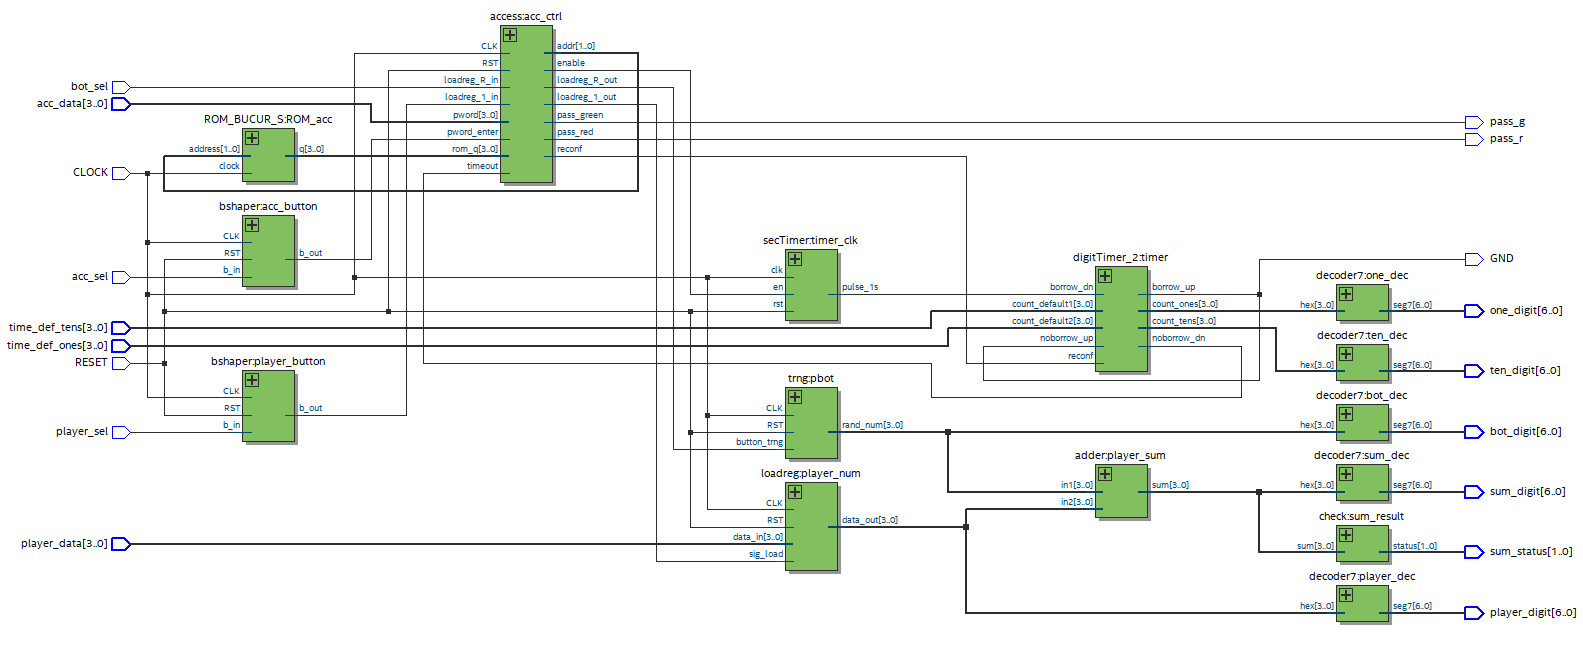 access:acc_ctrl
CLK
RST
loadreg_R_in
loadreg_1_in
pword[3..0]
pword_enter
rom_q[3..0]
timeout
addr[1..0]
enable
loadreg_R_out
loadreg_1_out
pass_green
pass_red
reconf
bot_sel
acc_data[3..0]
ROM_BUCUR_S:ROM_acc
address[1..0]
clock
q[3..0]
CLOCK
bshaper:acc_button
CLK
RST
b_in
b_out
acc_sel
time_def_tens[3..0]
time_def_ones[3..0]
RESET
bshaper:player_button
CLK
RST
b_in
b_out
player_sel
player_data[3..0]
secTimer:timer_clk
clk
en
rst
pulse_1s
trng:pbot
CLK
RST
button_trng
rand_num[3..0]
loadreg:player_num
CLK
RST
data_in[3..0]
sig_load
data_out[3..0]
digitTimer_2:timer
borrow_dn
count_default1[3..0]
count_default2[3..0]
noborrow_up
reconf
borrow_up
count_ones[3..0]
count_tens[3..0]
noborrow_dn
adder:player_sum
in1[3..0]
in2[3..0]
sum[3..0]
decoder7:one_dec
hex[3..0]
seg7[6..0]
decoder7:ten_dec
hex[3..0]
seg7[6..0]
decoder7:bot_dec
hex[3..0]
seg7[6..0]
decoder7:sum_dec
hex[3..0]
seg7[6..0]
check:sum_result
sum[3..0]
status[1..0]
decoder7:player_dec
hex[3..0]
seg7[6..0]
pass_g
pass_r
GND
one_digit[6..0]
ten_digit[6..0]
bot_digit[6..0]
sum_digit[6..0]
sum_status[1..0]
player_digit[6..0]